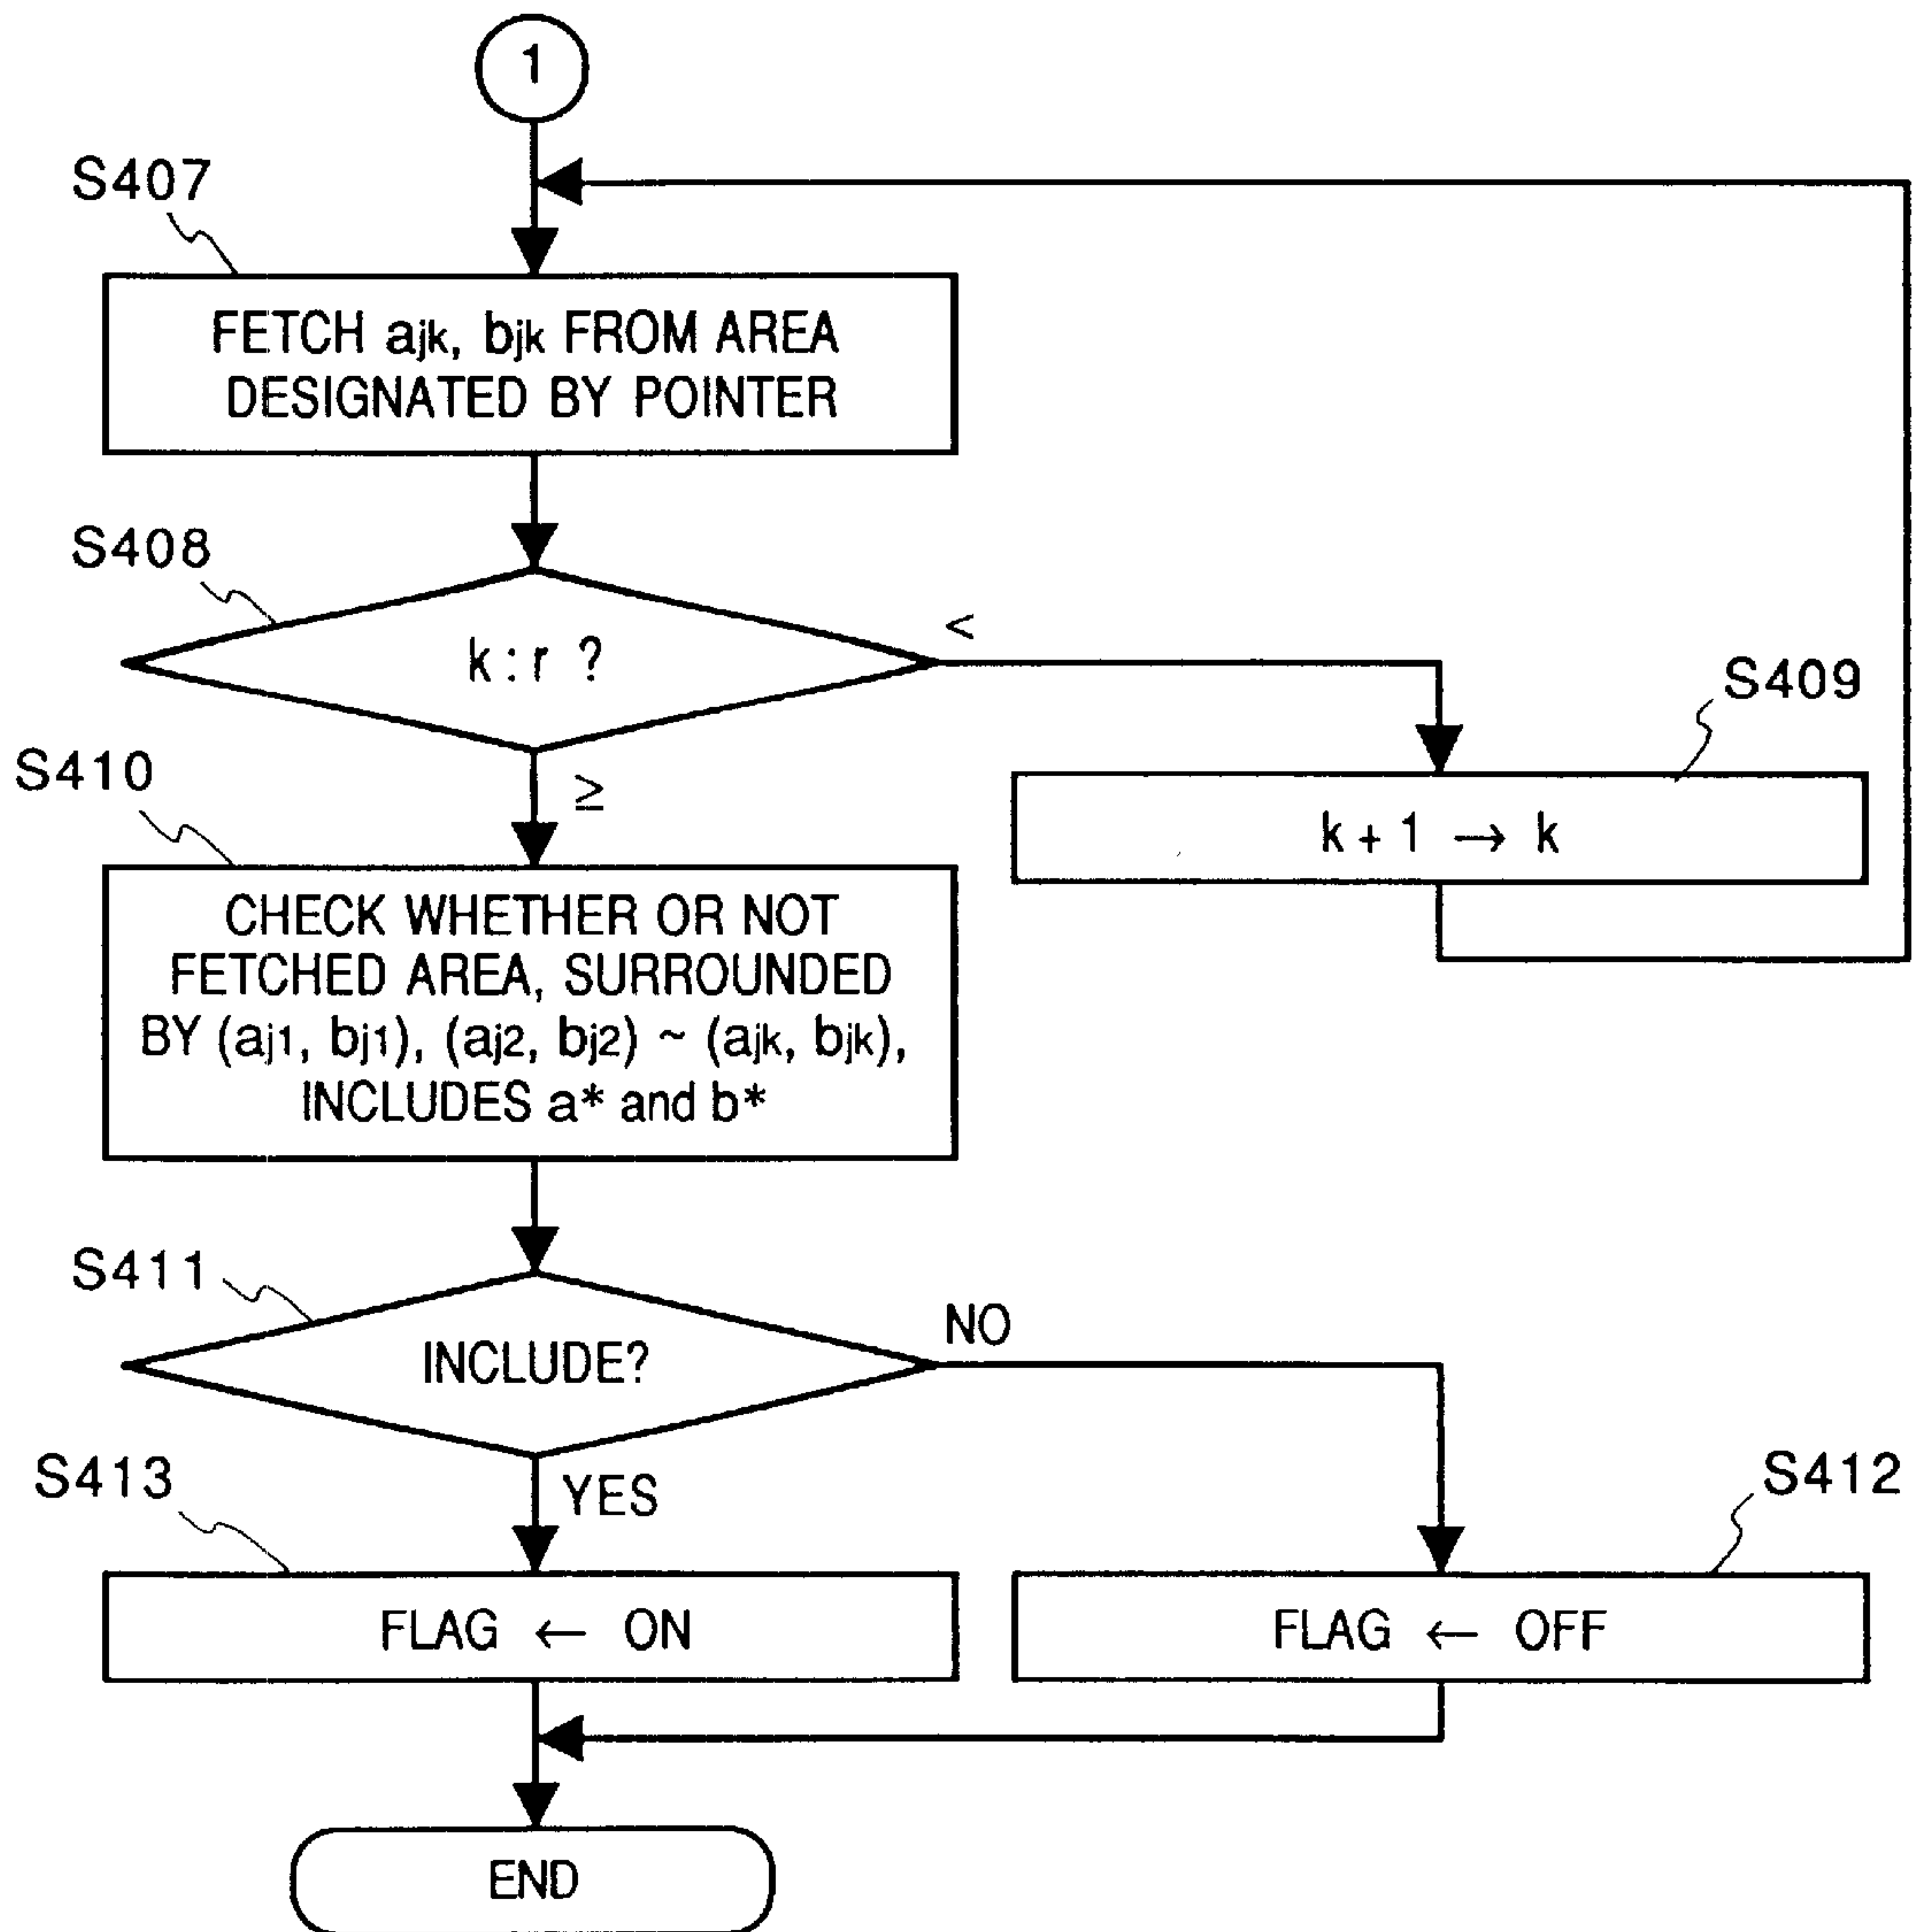 1
S407
FETCH ajk, bjk FROM AREA
DESIGNATED BY POINTER
S408
k : r ?
<
S409
k + 1 → k
≥
S410
CHECK WHETHER OR NOT
FETCHED AREA, SURROUNDED
BY (aj1, bj1), (aj2, bj2) ~ (ajk, bjk),
INCLUDES a* and b*
S411
INCLUDE?
NO
YES
S413
FLAG ← ON
S412
FLAG ← OFF
END